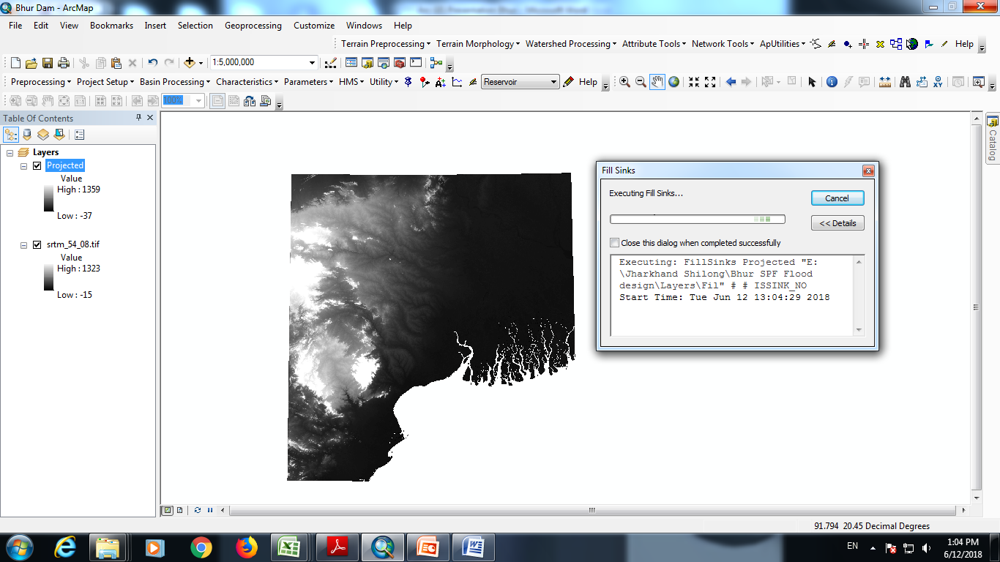 Bhur Dam - ArcMap
File Edit View Bookmarks Insert Selection Geoprocessing Customize Windows Help
Terrain Preprocessing Terrain Morphology Watershed Processing Attribute Tools Network Tools ApUtilities Help
1:5,000,000
Preprocessing Project Setup Basin Processing Characteristics Parameters HMS Utility Reservoir Help
100%
Table Of Contents
Catalog
Layers
Projected
Value
High : 1359
Low : -37
srtm_54_08.tif
Value
High : 1323
Low : -15
Fill Sinks
Executing Fill Sinks...
Cancel
<< Details
Close this dialog when completed successfully
Executing: FillSinks Projected "E:
\Jharkhand Shilong\Bhur SPF Flood
design\Layers\Fil" # # ISSINK_NO
Start Time: Tue Jun 12 13:04:29 2018
91.794 20.45 Decimal Degrees
EN
1:04 PM
6/12/2018